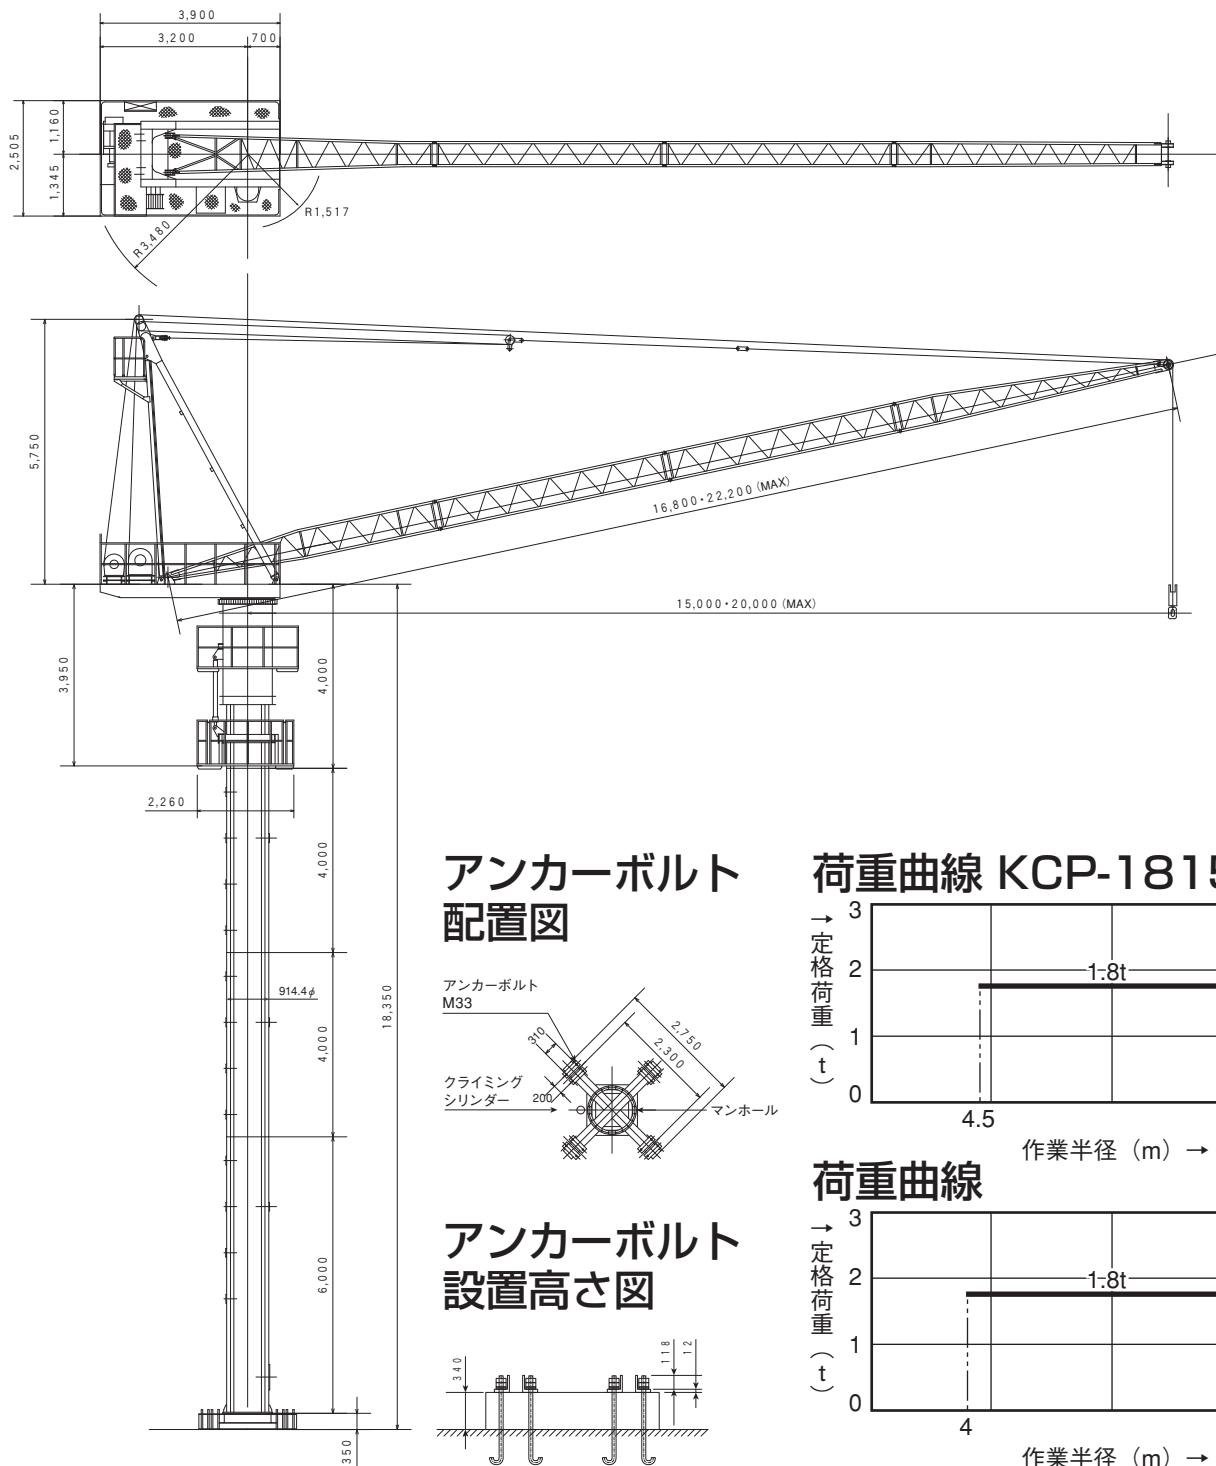 3,900
3,200
700
2,505
1,160
1,345
R1,517
R3,480
5,750
16,800・22,200 (MAX)
15,000・20,000 (MAX)
3,950
4,000
2,260
4,000
914.4φ
4,000
18,350
6,000
350
アンカーボルト
配置図
アンカーボルト
M33
310
2,750
2,300
クライミング
シリンダー
200
マンホール
アンカーボルト
設置高さ図
340
118
12
荷重曲線 KCP-1815
→定格荷重（t）
3
2
1
0
1.8t
4.5
作業半径（m）→
荷重曲線
→定格荷重（t）
3
2
1
0
1.8t
4
作業半径（m）→